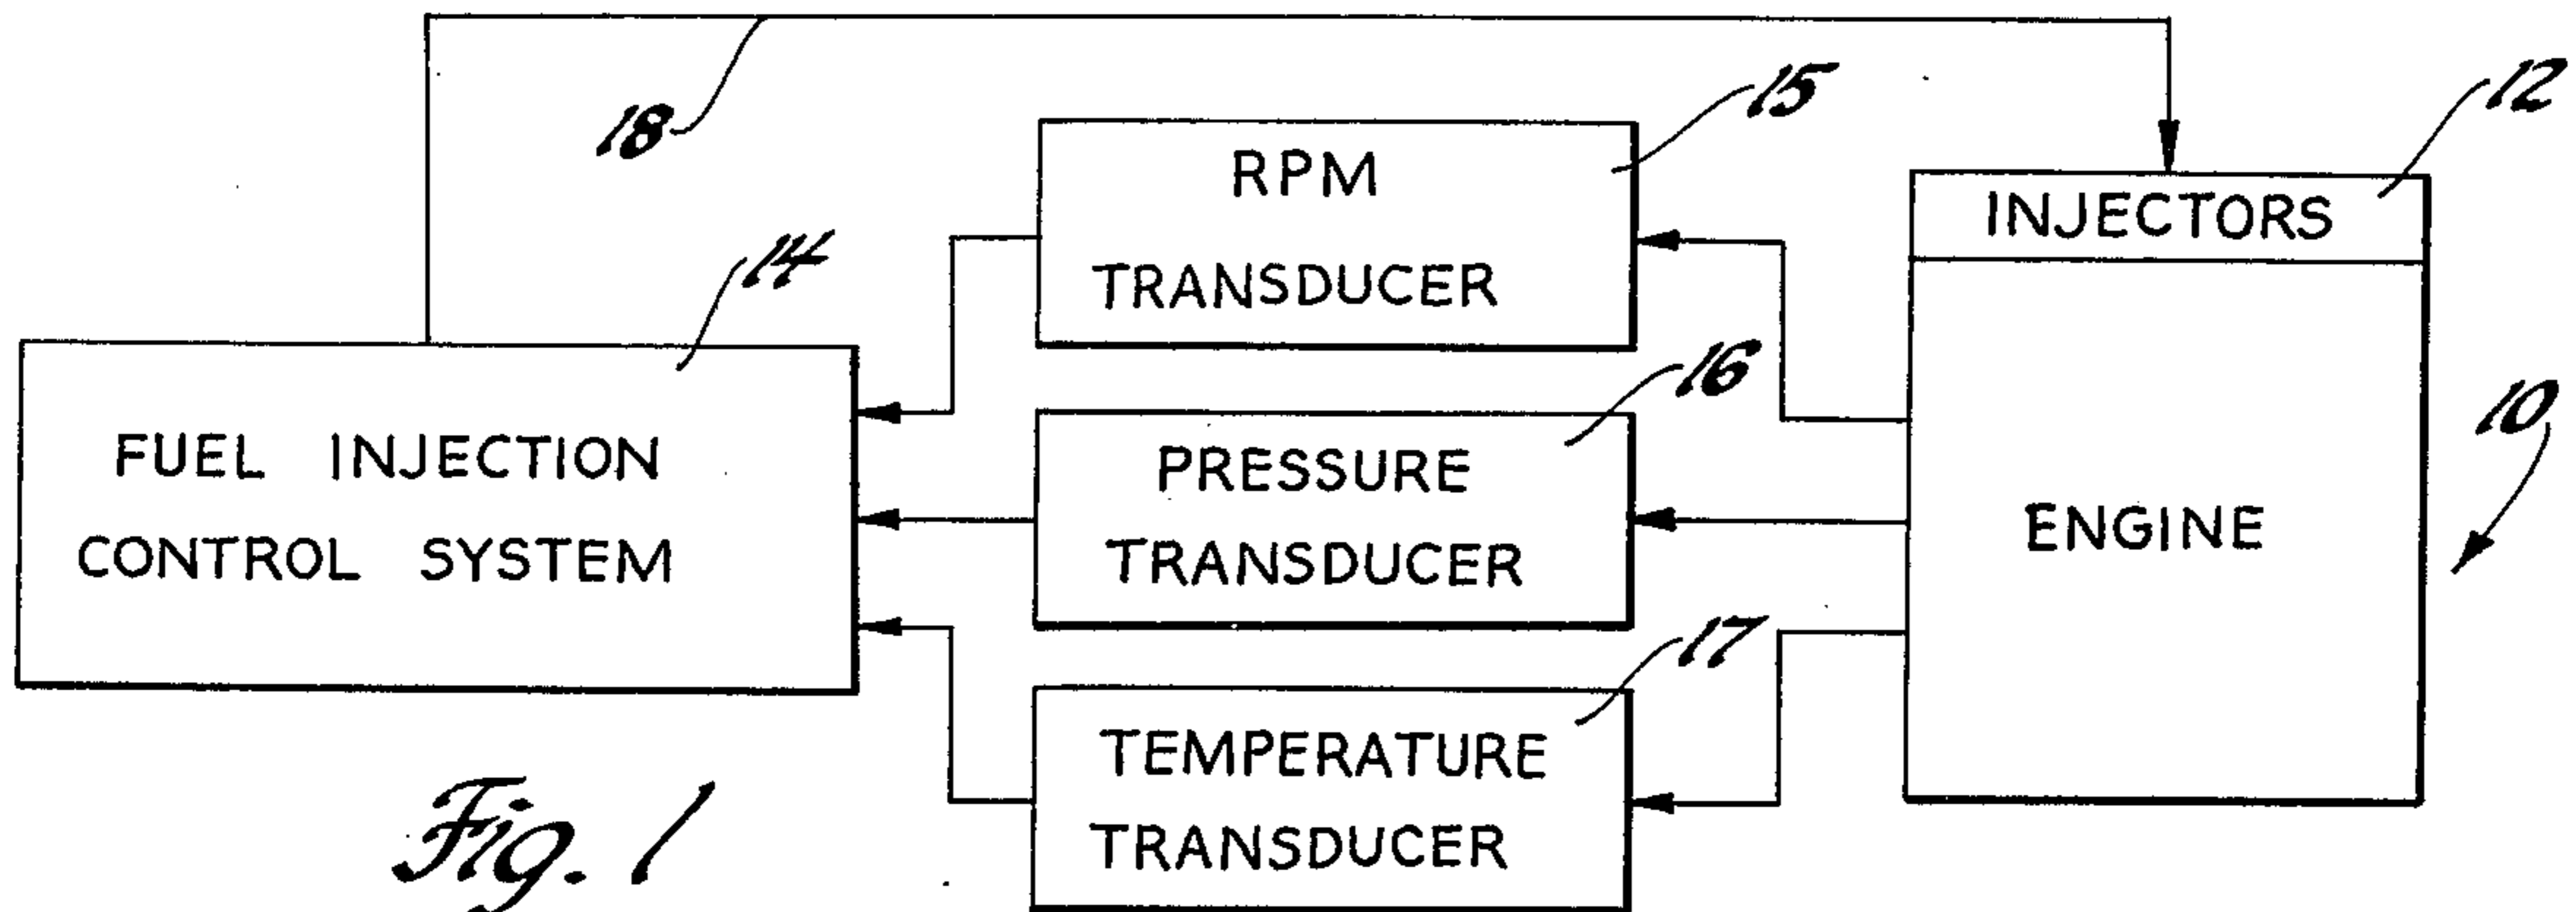 18
15
12
RPM
TRANSDUCER
INJECTORS
14
16
10
FUEL INJECTION
CONTROL SYSTEM
PRESSURE
TRANSDUCER
ENGINE
17
TEMPERATURE
TRANSDUCER
Fig. 1